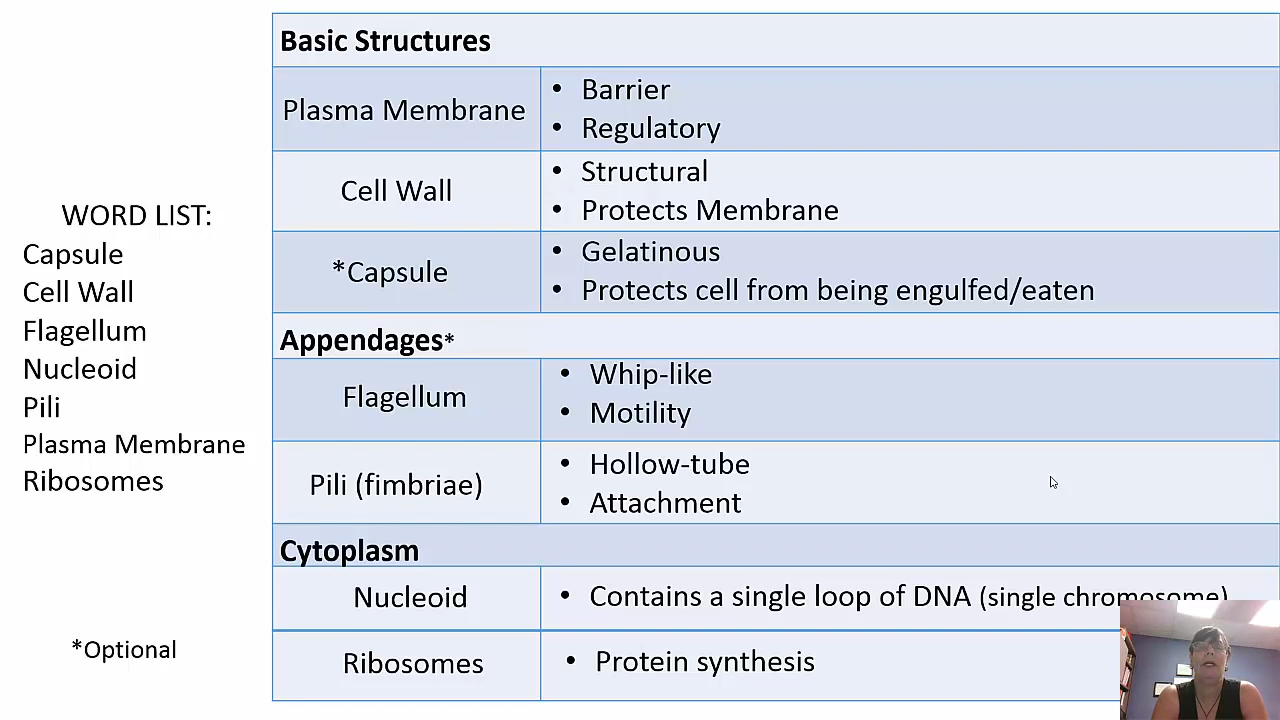 WORD LIST:
Capsule
Cell Wall
Flagellum
Nucleoid
Pili
Plasma Membrane
Ribosomes
*Optional
Basic Structures
Plasma Membrane
• Barrier
• Regulatory
Cell Wall
• Structural
• Protects Membrane
*Capsule
• Gelatinous
• Protects cell from being engulfed/eaten
Appendages*
Flagellum
• Whip-like
• Motility
Pili (fimbriae)
• Hollow-tube
• Attachment
Cytoplasm
Nucleoid
• Contains a single loop of DNA (single chromosome)
Ribosomes
• Protein synthesis